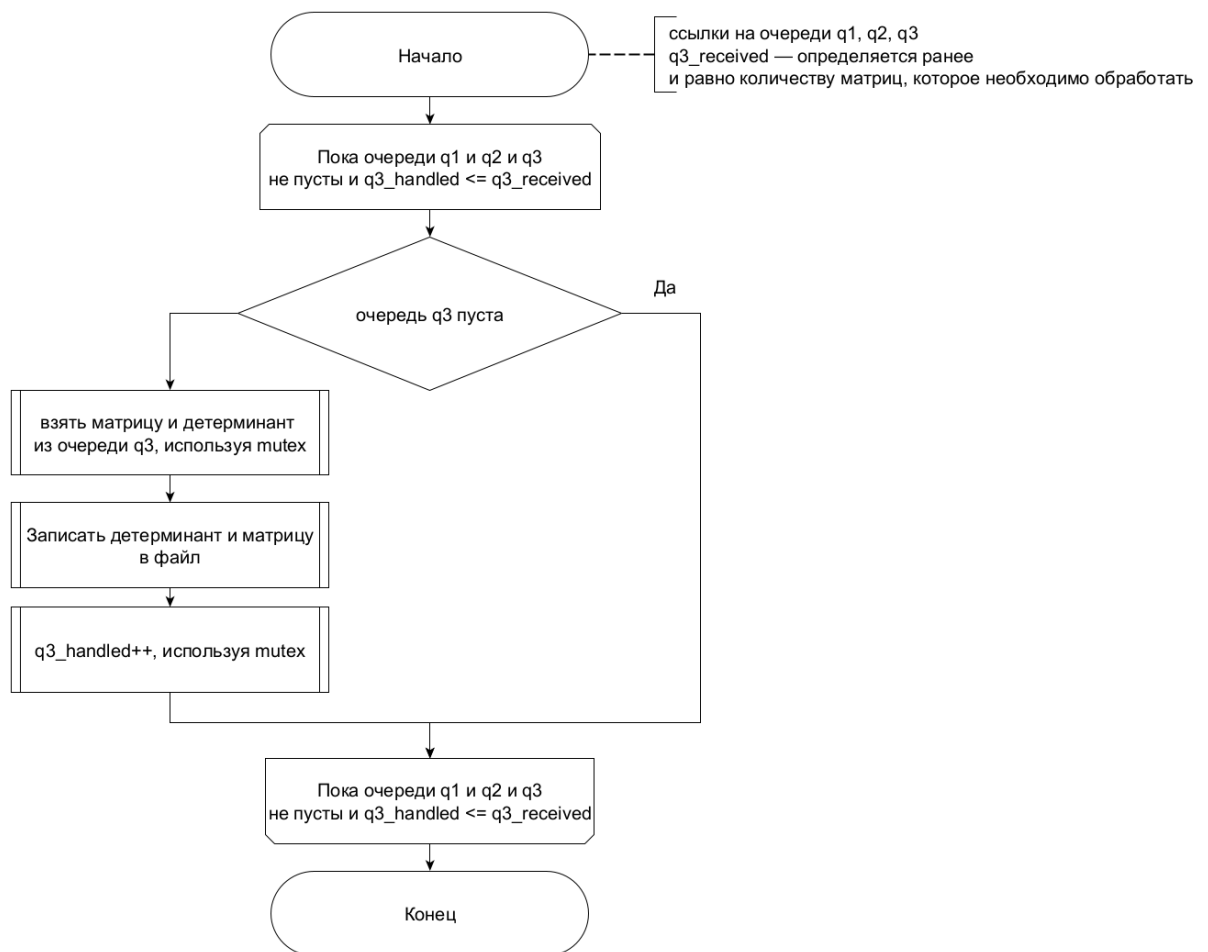 Начало
ссылки на очереди q1, q2, q3
q3_received — определяется ранее
и равно количеству матриц, которое необходимо обработать
Пока очереди q1 и q2 и q3
не пусты и q3_handled <= q3_received
Да
очередь q3 пуста
взять матрицу и детерминант
из очереди q3, используя mutex
Записать детерминант и матрицу
в файл
q3_handled++, используя mutex
Пока очереди q1 и q2 и q3
не пусты и q3_handled <= q3_received
Конец